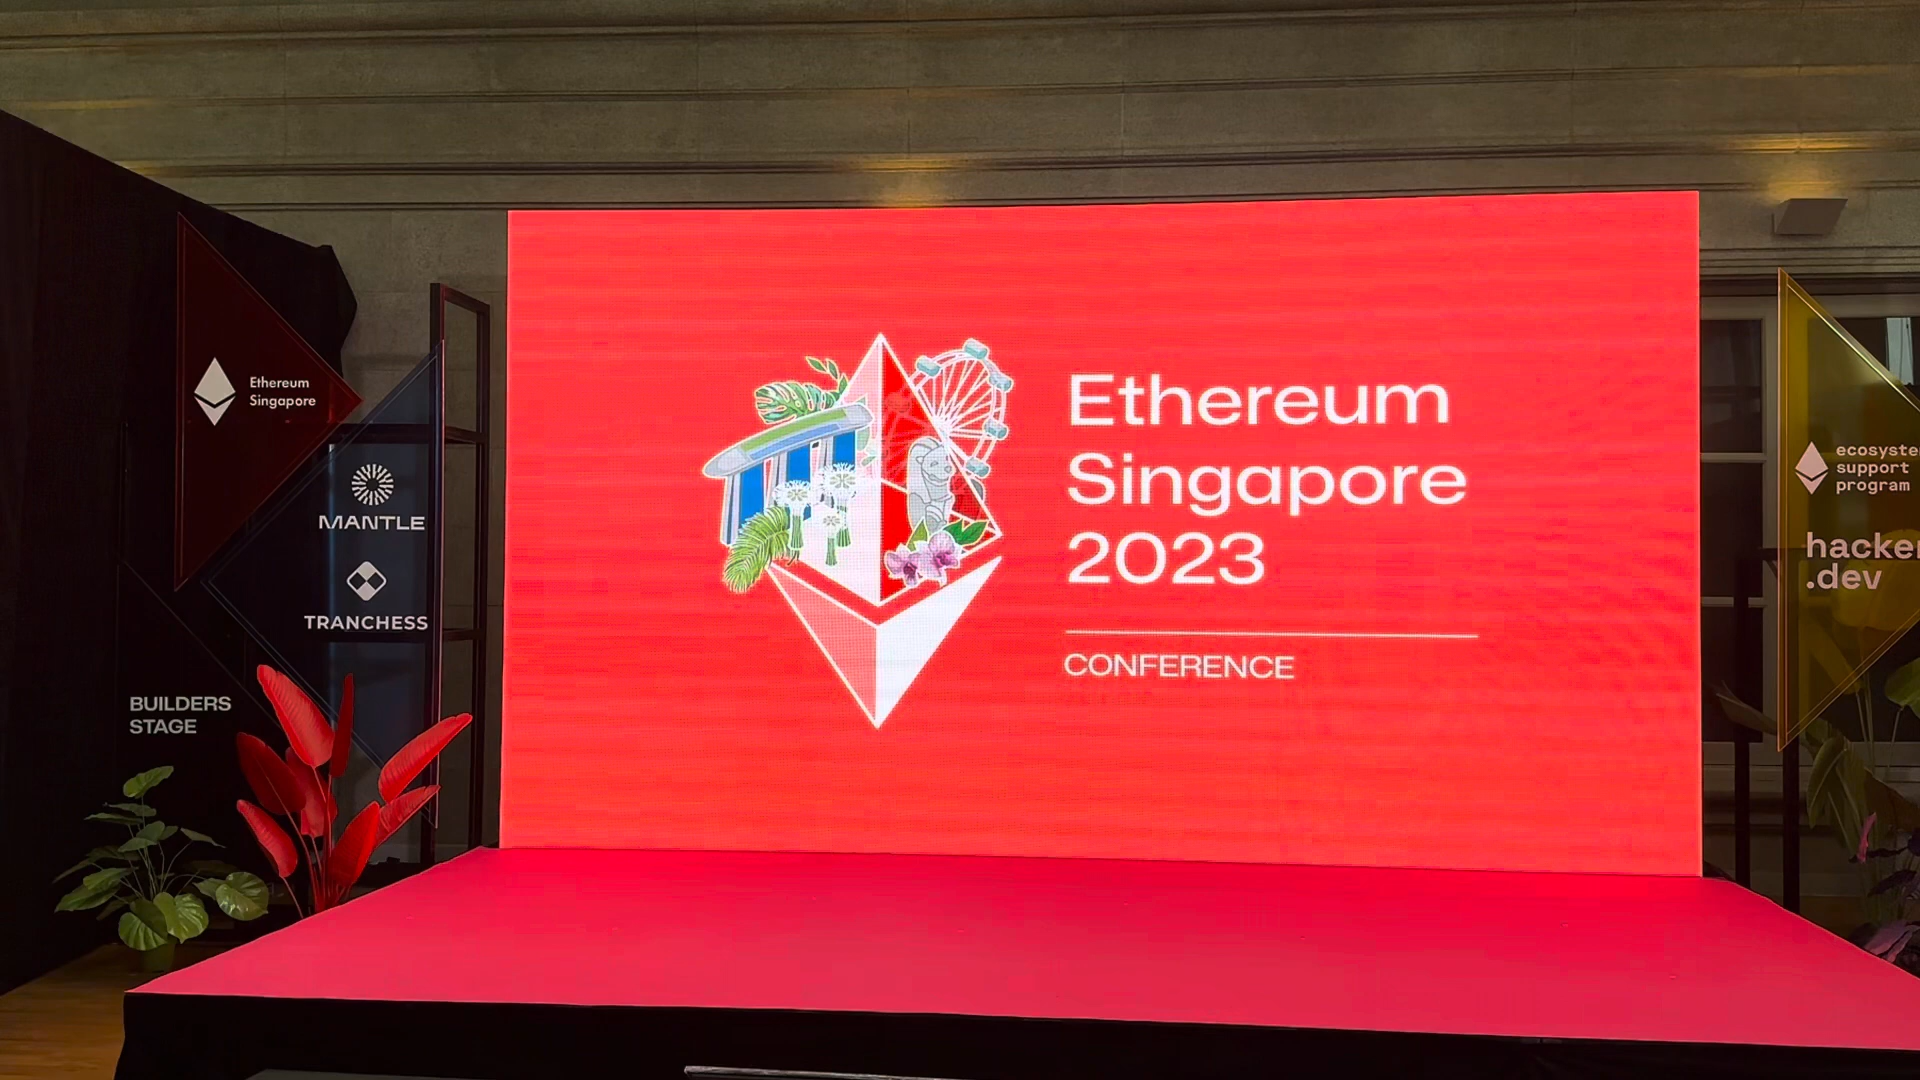 Ethereum
Singapore
MANTLE
TRANCHESS
BUILDERS
STAGE
Ethereum
Singapore
2023
CONFERENCE
support
program
.dev